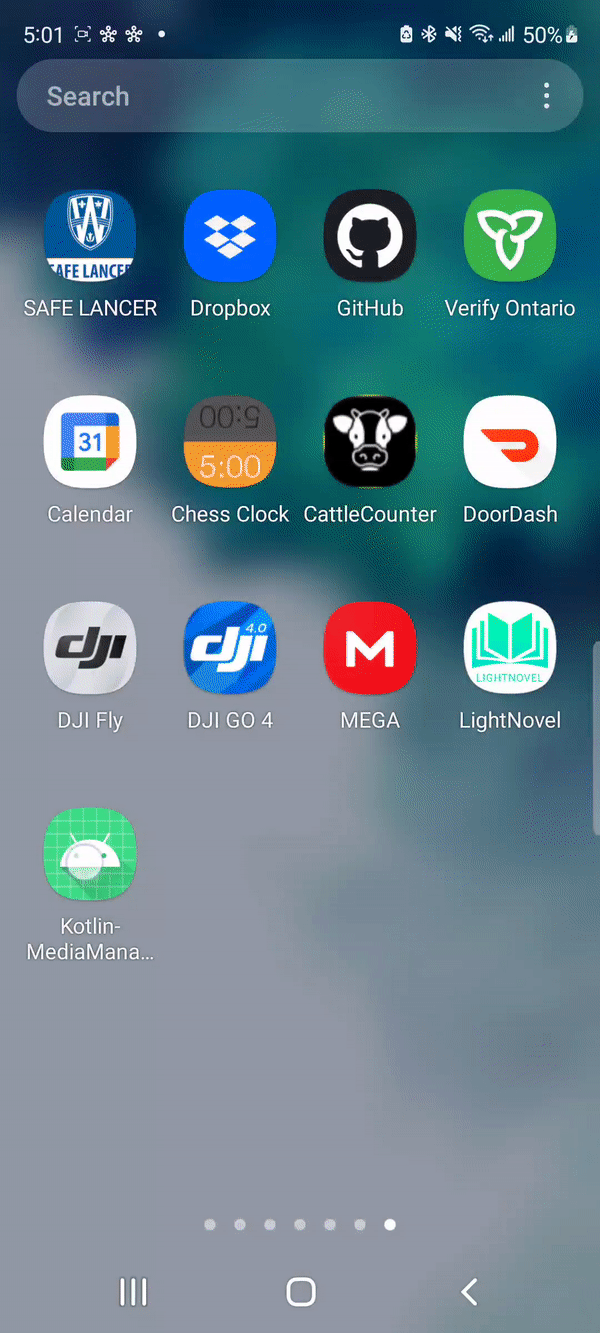 5:01
50%
Search
SAFE LANCER
SAFE LANCER
Dropbox
GitHub
Verify Ontario
31
Calendar
5:00
5:00
Chess Clock
CattleCounter
DoorDash
dji
DJI Fly
dji 4.0
DJI GO 4
M
MEGA
LIGHTNOVEL
LightNovel
Kotlin-
MediaMana...